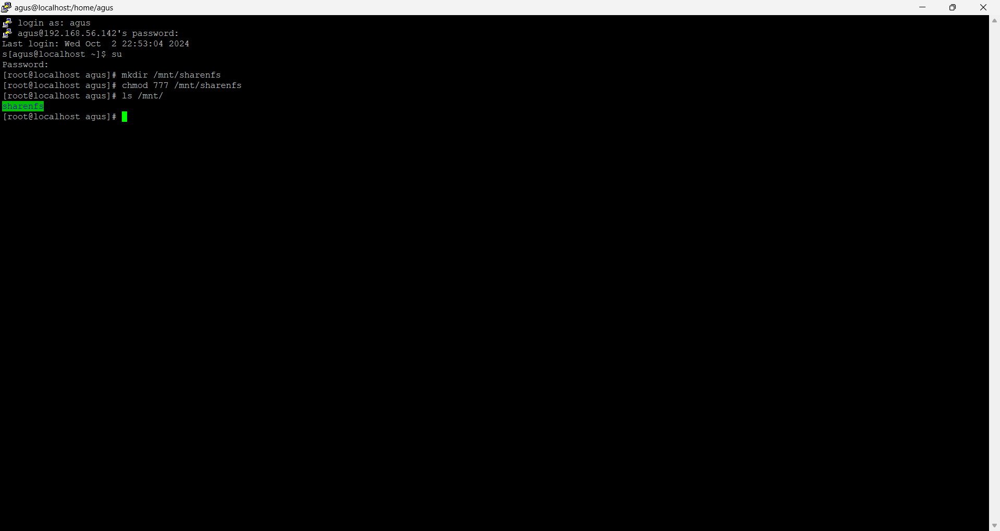 agus@localhost:/home/agus
login as: agus
agus@192.168.56.142's password:
Last login: Wed Oct  2 22:53:04 2024
s[agus@localhost ~]$ su
Password:
[root@localhost agus]# mkdir /mnt/sharenfs
[root@localhost agus]# chmod 777 /mnt/sharenfs
[root@localhost agus]# ls /mnt/
sharenfs
[root@localhost agus]#